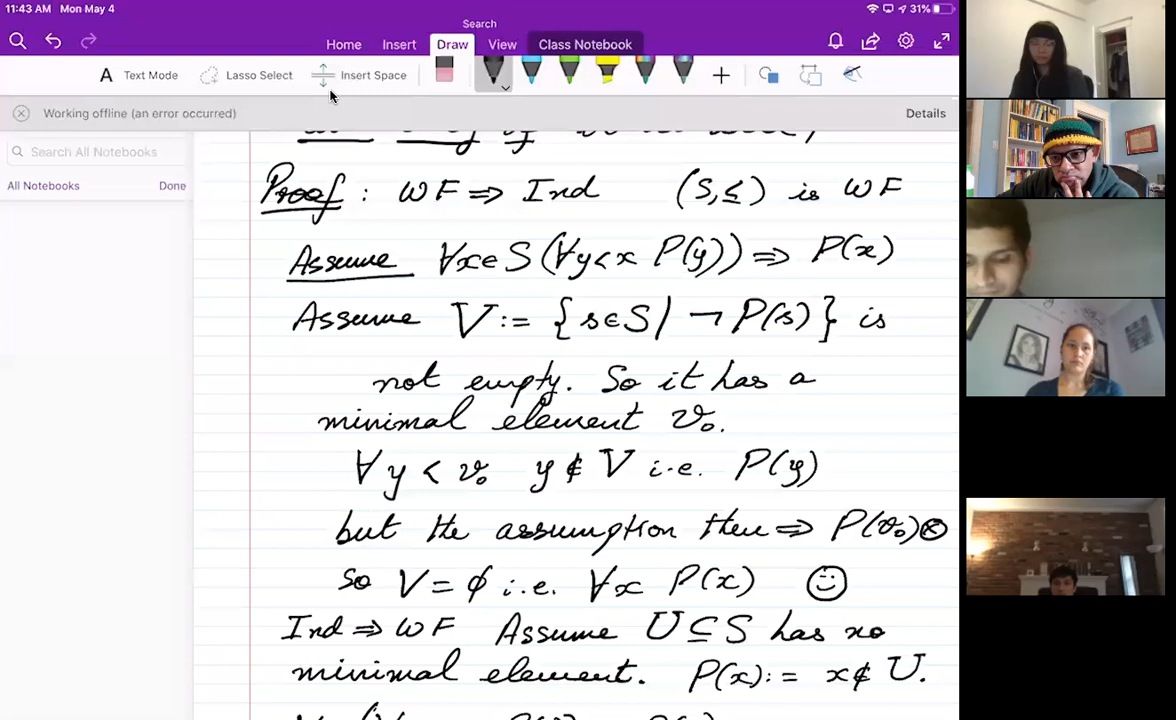 11:43 AM Mon May 4
31%
Search
Home Insert Draw View Class Notebook
Text Mode Lasso Select Insert Space
Working offline (an error occurred) Details
Search All Notebooks
All Notebooks Done
Proof : WF ⇒ Ind (S,≤) is WF
Assume ∀x∈S(∀y<x P(y)) ⇒ P(x)
Assume V := {s∈S | ¬P(s)} is
not empty. So it has a
minimal element v₀.
∀y < v₀ y ∉ V i.e. P(y)
but the assumption then ⇒ P(v₀)⊗
so V = ∅ i.e. ∀x P(x) ☺
Ind ⇒ WF Assume U ⊆ S has no
minimal element. P(x) := x ∉ U.